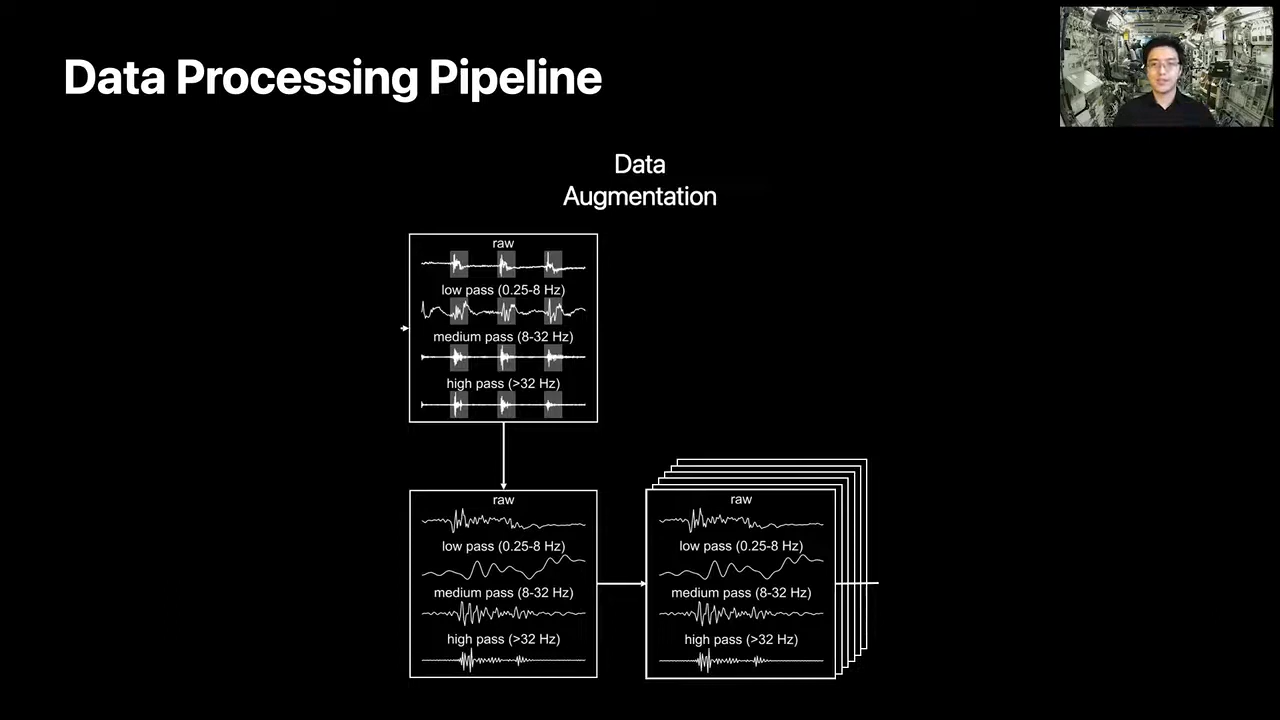 Data Processing Pipeline
Data
Augmentation
raw
low pass (0.25-8 Hz)
medium pass (8-32 Hz)
high pass (>32 Hz)
raw
low pass (0.25-8 Hz)
medium pass (8-32 Hz)
high pass (>32 Hz)
raw
low pass (0.25-8 Hz)
medium pass (8-32 Hz)
high pass (>32 Hz)